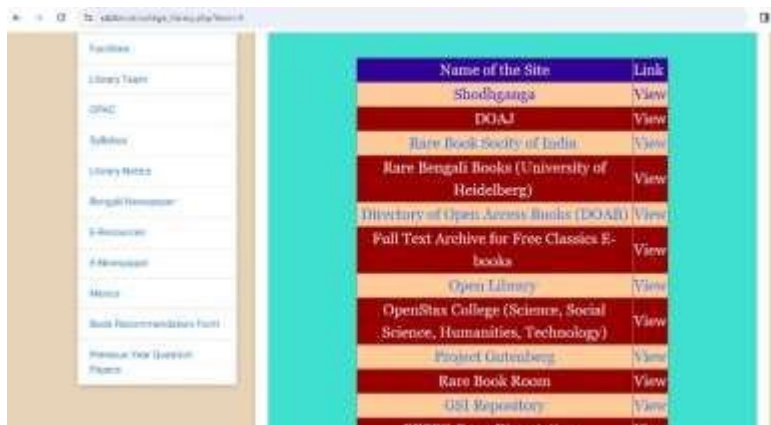 Facilities
Library Team
OPAC
Syllabus
Library Notice
Bengali Newspaper
E-Resources
E-Newspaper
Book Recommendation Form
Previous Year Question
Papers
Name of the Site Link
Shodhganga View
DOAJ View
Rare Book Socity of India View
Rare Bengali Books (University of
Heidelberg) View
Directory of Open Access Books (DOAB) View
Full Text Archive for Free Classics E-
books View
Open Library View
OpenStax College (Science, Social
Science, Humanities, Technology) View
Project Gutenberg View
Rare Book Room View
GSI Repository View